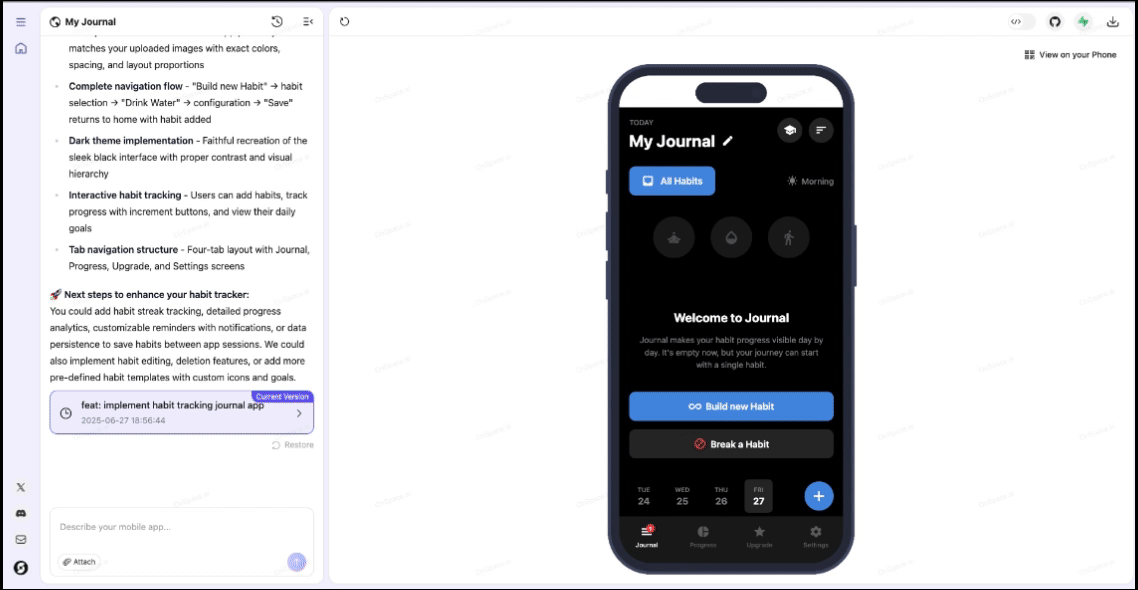 My Journal
matches your uploaded images with exact colors,
spacing, and layout proportions
Complete navigation flow - "Build new Habit" → habit
selection → "Drink Water" → configuration → "Save"
returns to home with habit added
Dark theme implementation - Faithful recreation of the
sleek black interface with proper contrast and visual
hierarchy
Interactive habit tracking - Users can add habits, track
progress with increment buttons, and view their daily
goals
Tab navigation structure - Four-tab layout with Journal,
Progress, Upgrade, and Settings screens
🚀 Next steps to enhance your habit tracker:
You could add habit streak tracking, detailed progress
analytics, customizable reminders with notifications, or data
persistence to save habits between app sessions. We could
also implement habit editing, deletion features, or add more
pre-defined habit templates with custom icons and goals.
Current Version
feat: implement habit tracking journal app
2025-06-27 18:56:44
Restore
Describe your mobile app...
Attach
View on your Phone
TODAY
My Journal
All Habits
Morning
Welcome to Journal
Journal makes your habit progress visible day by
day. It's empty now, but your journey can start
with a single habit.
Build new Habit
Break a Habit
TUE WED THU FRI
24 25 26 27
Journal Progress Upgrade Settings